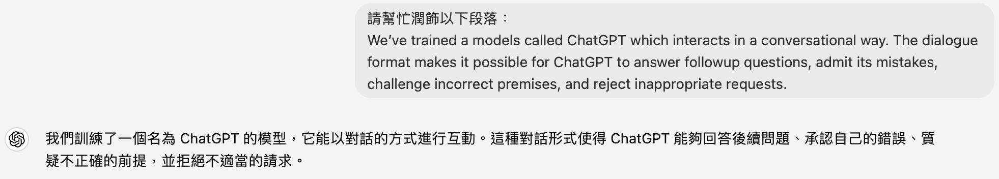 請幫忙潤飾以下段落：
We’ve trained a models called ChatGPT which interacts in a conversational way. The dialogue
format makes it possible for ChatGPT to answer followup questions, admit its mistakes,
challenge incorrect premises, and reject inappropriate requests.
我們訓練了一個名為 ChatGPT 的模型，它能以對話的方式進行互動。這種對話形式使得 ChatGPT 能夠回答後續問題、承認自己的錯誤、質
疑不正確的前提，並拒絕不適當的請求。